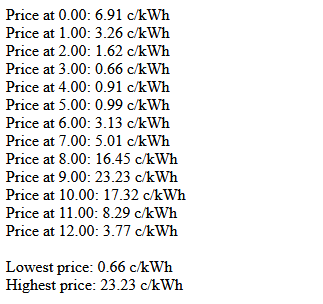 Price at 0.00: 6.91 c/kWh
Price at 1.00: 3.26 c/kWh
Price at 2.00: 1.62 c/kWh
Price at 3.00: 0.66 c/kWh
Price at 4.00: 0.91 c/kWh
Price at 5.00: 0.99 c/kWh
Price at 6.00: 3.13 c/kWh
Price at 7.00: 5.01 c/kWh
Price at 8.00: 16.45 c/kWh
Price at 9.00: 23.23 c/kWh
Price at 10.00: 17.32 c/kWh
Price at 11.00: 8.29 c/kWh
Price at 12.00: 3.77 c/kWh

Lowest price: 0.66 c/kWh
Highest price: 23.23 c/kWh